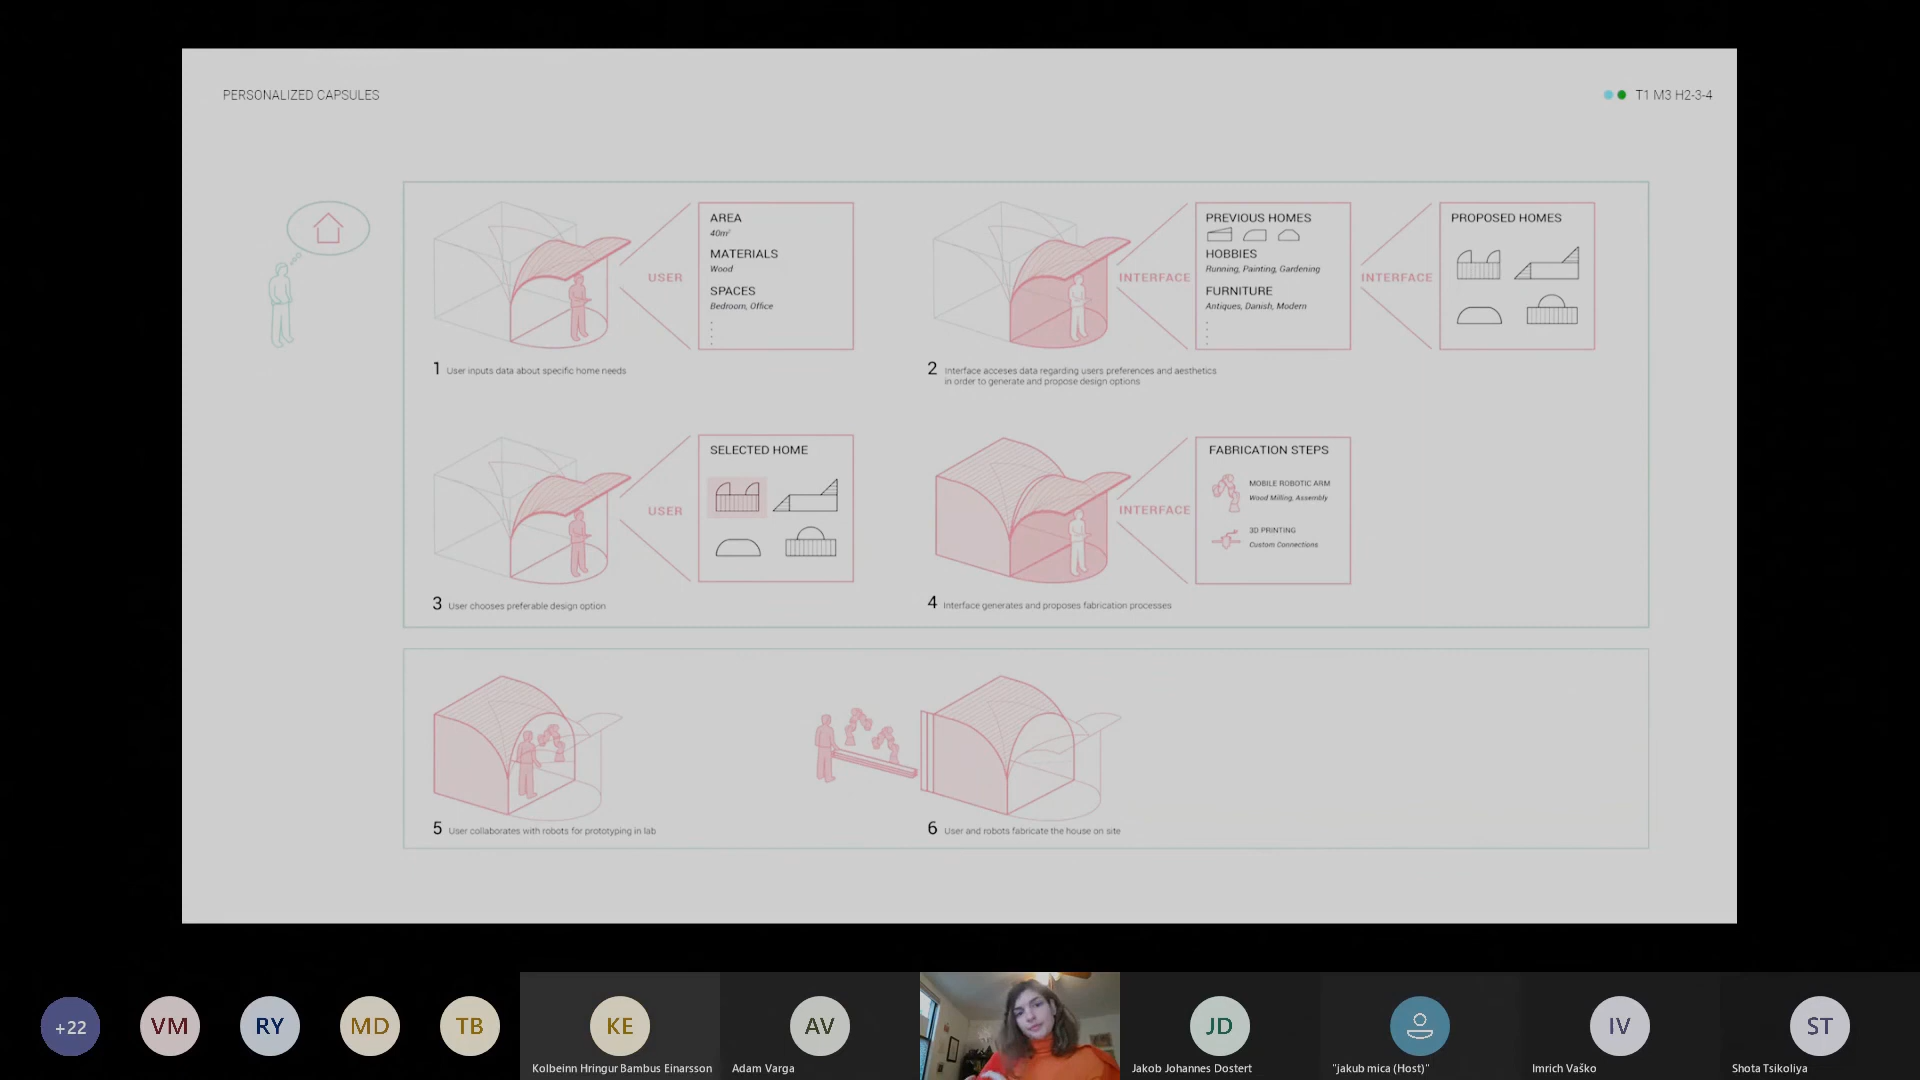 PERSONALIZED CAPSULES
T1 M3 H2-3-4
AREA
40m²
MATERIALS
Wood
SPACES
Bedroom, Office
USER
1 User inputs data about specific home needs
PREVIOUS HOMES
HOBBIES
Running, Painting, Gardening
FURNITURE
Antiques, Danish, Modern
INTERFACE
INTERFACE
PROPOSED HOMES
2 Interface acceses data regarding users preferences and aesthetics
in order to generate and propose design options
SELECTED HOME
USER
3 User chooses preferable design option
FABRICATION STEPS
MOBILE ROBOTIC ARM
Wood Milling, Assembly
INTERFACE
3D PRINTING
Custom Connections
4 Interface generates and proposes fabrication processes
5 User collaborates with robots for prototyping in lab
6 User and robots fabricate the house on site
+22
VM
RY
MD
TB
KE
AV
JD
IV
ST
Kolbeinn Hringur Bambus Einarsson
Adam Varga
Jakob Johannes Dostert
"jakub mica (Host)"
Imrich Vaško
Shota Tsikoliya